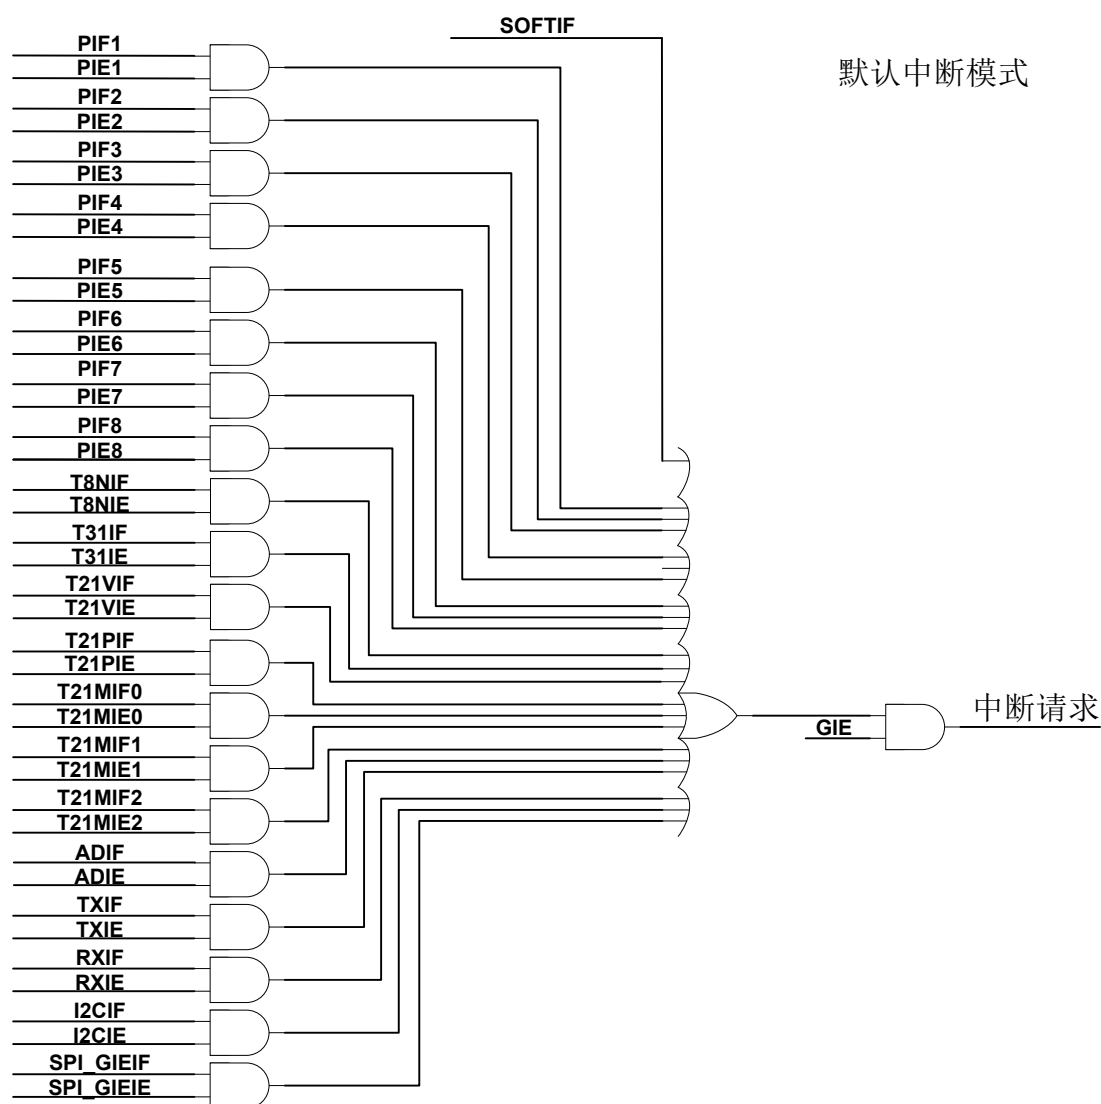 SOFTIF
默认中断模式
PIF1
PIE1
PIF2
PIE2
PIF3
PIE3
PIF4
PIE4
PIF5
PIE5
PIF6
PIE6
PIF7
PIE7
PIF8
PIE8
T8NIF
T8NIE
T31IF
T31IE
T21VIF
T21VIE
T21PIF
T21PIE
T21MIF0
T21MIE0
T21MIF1
T21MIE1
T21MIF2
T21MIE2
ADIF
ADIE
TXIF
TXIE
RXIF
RXIE
I2CIF
I2CIE
SPI_GIEIF
SPI_GIEIE
GIE
中断请求